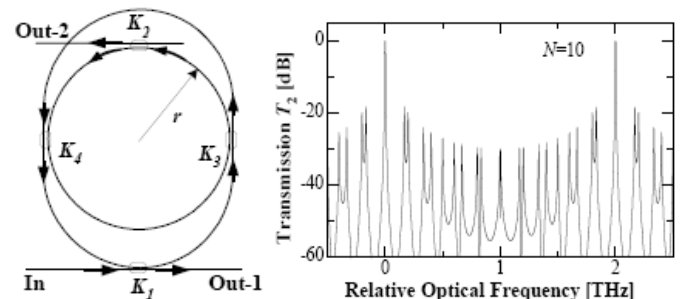 K2
Out-2
r
K4
K3
In
K1
Out-1
Transmission T2 [dB]
0
-20
-40
-60
N=10
0
1
2
Relative Optical Frequency [THz]